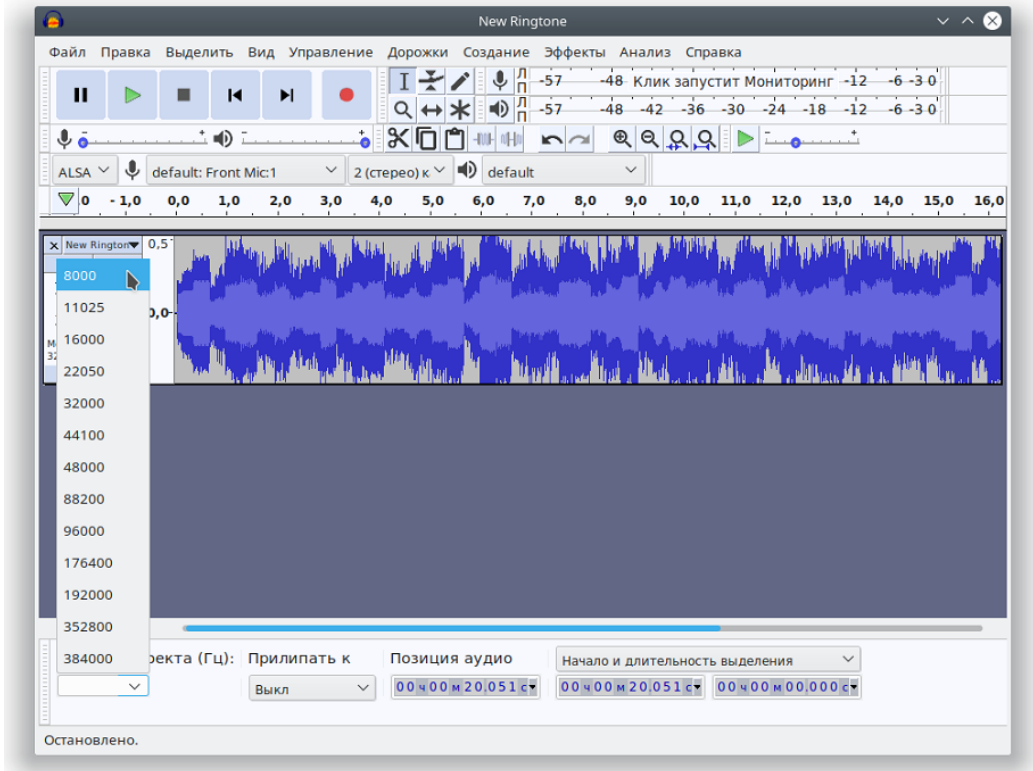 New Ringtone
Файл Правка Выделить Вид Управление Дорожки Создание Эффекты Анализ Справка
-57 -48 Клик запустит Мониторинг -12 -6 -3 0
-57 -48 -42 -36 -30 -24 -18 -12 -6 -3 0
ALSA default: Front Mic:1 2 (стерео) к default
0 - 1,0 0,0 1,0 2,0 3,0 4,0 5,0 6,0 7,0 8,0 9,0 10,0 11,0 12,0 13,0 14,0 15,0 16,0
New Rington 0,5
8000
11025
16000
22050
32000
44100
48000
88200
96000
176400
192000
352800
384000
екта (Гц): Прилипать к Позиция аудио Начало и длительность выделения
Выкл 00 ч 00 м 20.051 с 00 ч 00 м 20.051 с 00 ч 00 м 00.000 с
Остановлено.